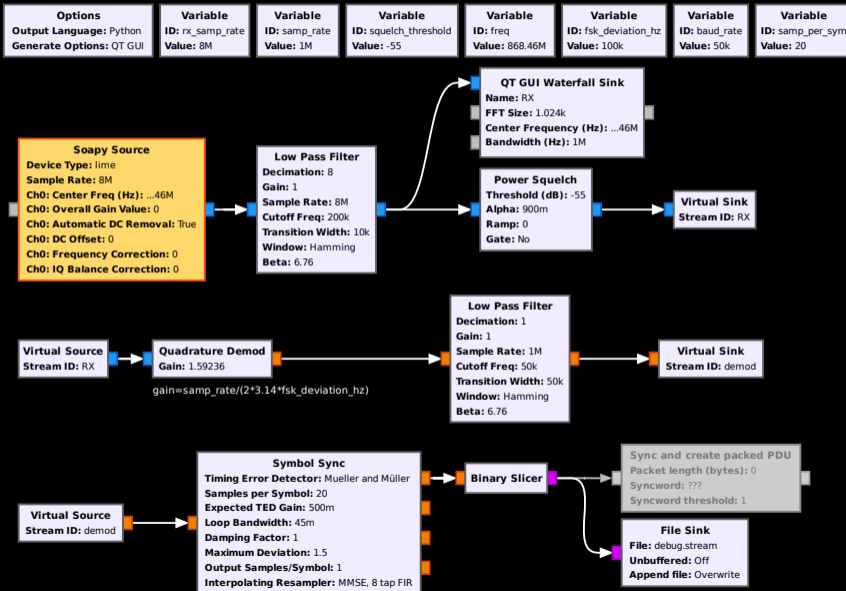 Options
Output Language: Python
Generate Options: QT GUI
Variable
ID: rx_samp_rate
Value: 8M
Variable
ID: samp_rate
Value: 1M
Variable
ID: squelch_threshold
Value: -55
Variable
ID: freq
Value: 868.46M
Variable
ID: fsk_deviation_hz
Value: 100k
Variable
ID: baud_rate
Value: 50k
Variable
ID: samp_per_sym
Value: 20
Soapy Source
Device Type: lime
Sample Rate: 8M
Ch0: Center Freq (Hz): ...46M
Ch0: Overall Gain Value: 0
Ch0: Automatic DC Removal: True
Ch0: DC Offset: 0
Ch0: Frequency Correction: 0
Ch0: IQ Balance Correction: 0
Low Pass Filter
Decimation: 8
Gain: 1
Sample Rate: 8M
Cutoff Freq: 200k
Transition Width: 10k
Window: Hamming
Beta: 6.76
QT GUI Waterfall Sink
Name: RX
FFT Size: 1.024k
Center Frequency (Hz): ...46M
Bandwidth (Hz): 1M
Power Squelch
Threshold (dB): -55
Alpha: 900m
Ramp: 0
Gate: No
Virtual Sink
Stream ID: RX
Virtual Source
Stream ID: RX
Quadrature Demod
Gain: 1.59236
gain=samp_rate/(2*3.14*fsk_deviation_hz)
Low Pass Filter
Decimation: 1
Gain: 1
Sample Rate: 1M
Cutoff Freq: 50k
Transition Width: 50k
Window: Hamming
Beta: 6.76
Virtual Sink
Stream ID: demod
Virtual Source
Stream ID: demod
Symbol Sync
Timing Error Detector: Mueller and Müller
Samples per Symbol: 20
Expected TED Gain: 500m
Loop Bandwidth: 45m
Damping Factor: 1
Maximum Deviation: 1.5
Output Samples/Symbol: 1
Interpolating Resampler: MMSE, 8 tap FIR
Binary Slicer
Sync and create packed PDU
Packet length (bytes): 0
Syncword: ???
Syncword threshold: 1
File Sink
File: debug.stream
Unbuffered: Off
Append file: Overwrite